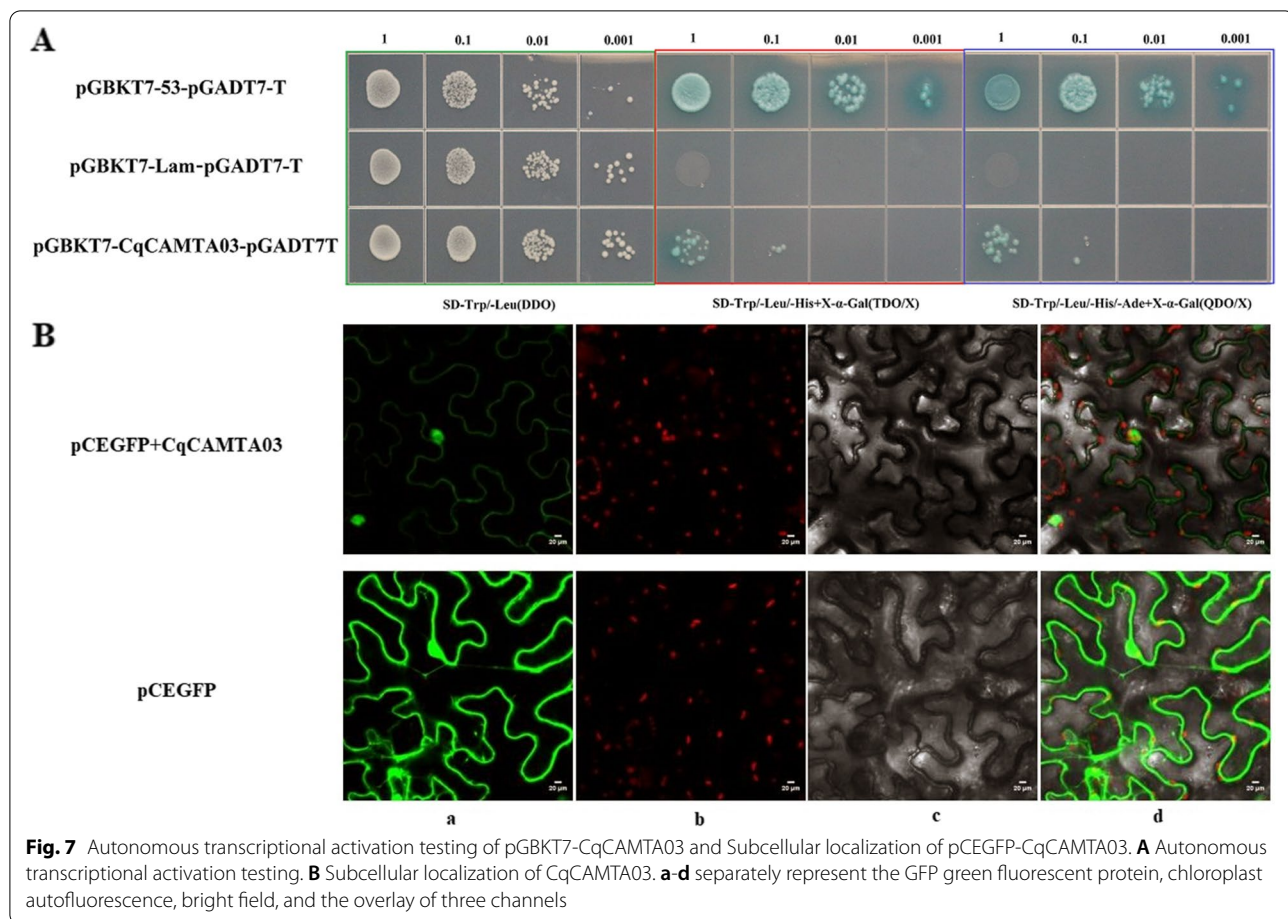 A
1 0.1 0.01 0.001 1 0.1 0.01 0.001 1 0.1 0.01 0.001
pGBKT7-53-pGADT7-T
pGBKT7-Lam-pGADT7-T
pGBKT7-CqCAMTA03-pGADT7T
SD-Trp/-Leu(DDO) SD-Trp/-Leu/-His+X-α-Gal(TDO/X) SD-Trp/-Leu/-His/-Ade+X-α-Gal(QDO/X)
B
pCEGFP+CqCAMTA03
20 μm 20 μm 20 μm 20 μm
pCEGFP
20 μm 20 μm 20 μm 20 μm
a b c d
Fig. 7 Autonomous transcriptional activation testing of pGBKT7-CqCAMTA03 and Subcellular localization of pCEGFP-CqCAMTA03. A Autonomous
transcriptional activation testing. B Subcellular localization of CqCAMTA03. a-d separately represent the GFP green fluorescent protein, chloroplast
autofluorescence, bright field, and the overlay of three channels